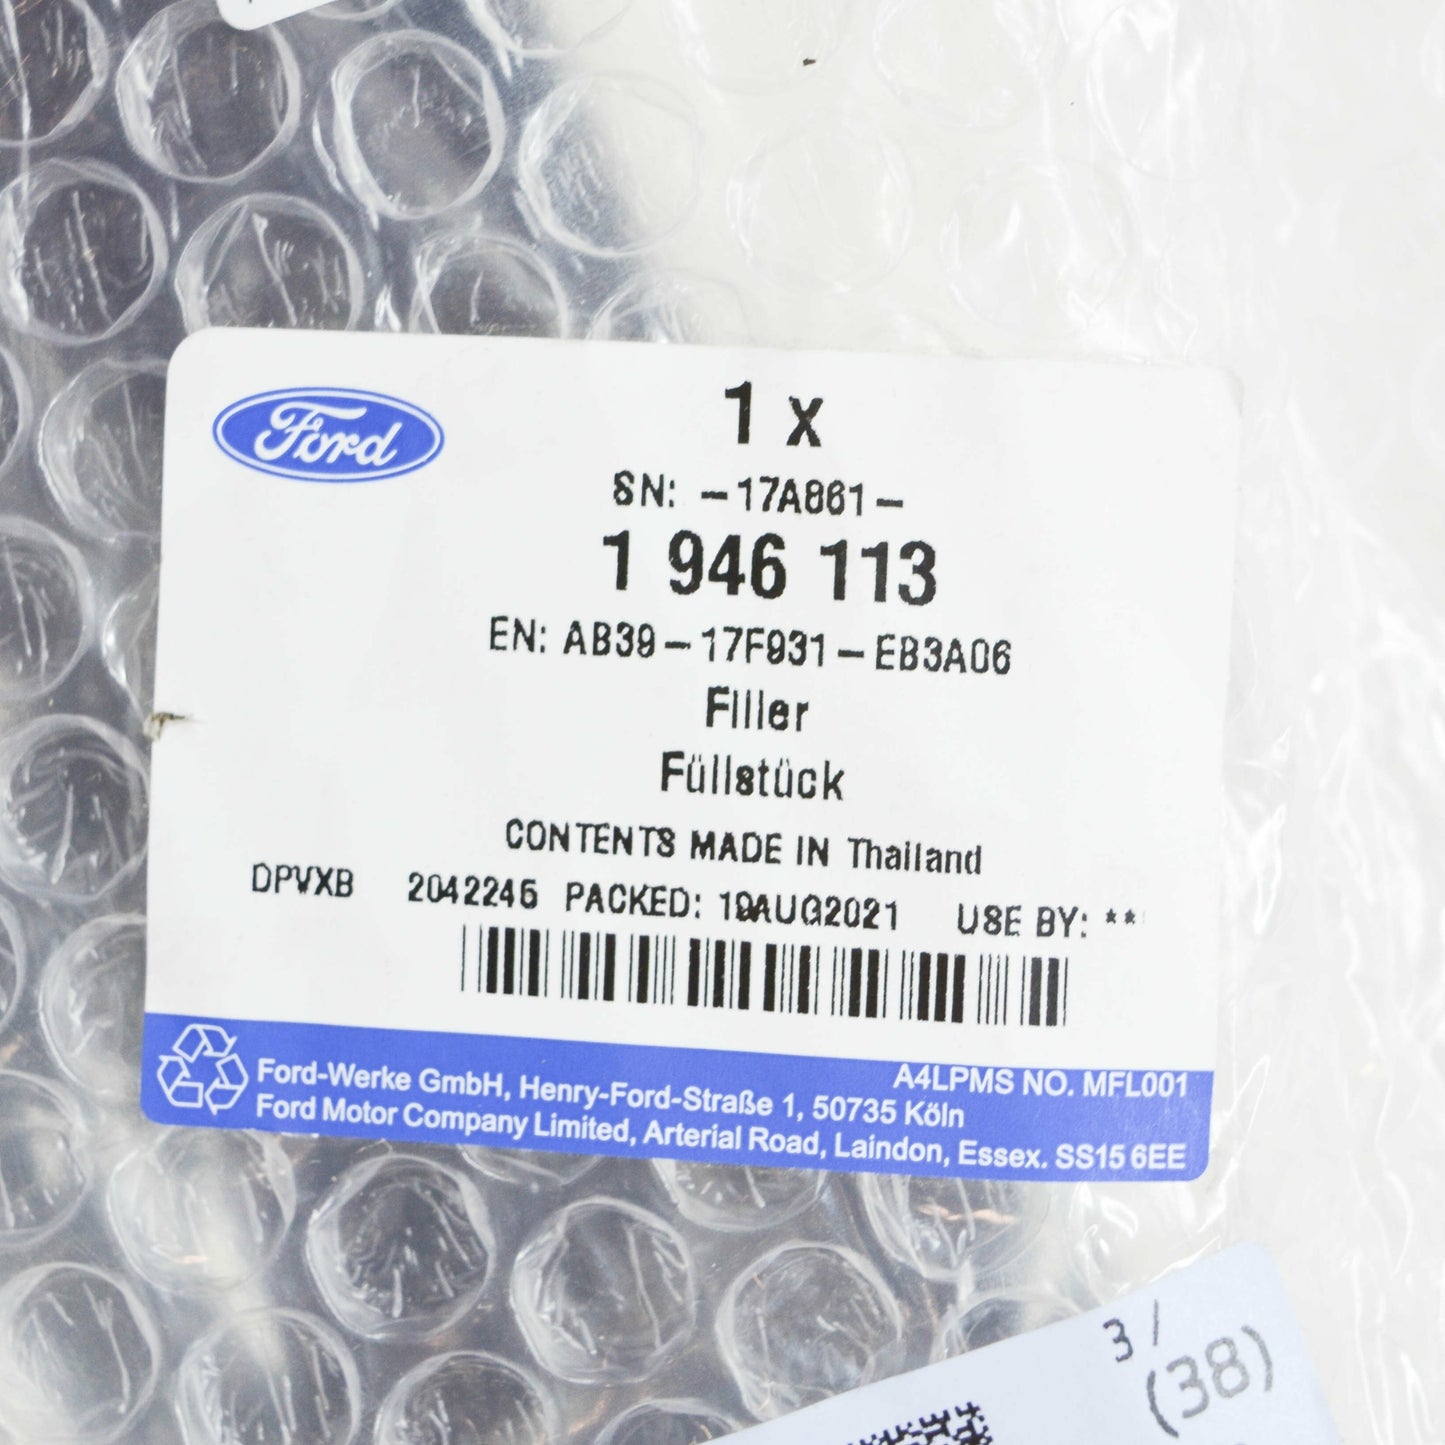 Ford
1 x
SN: -17A861-
1 946 113
EN: AB39-17F931-EB3A06
Filler
Füllstück
CONTENTS MADE IN Thailand
DPVXB 2042245 PACKED: 19AUG2021 USE BY: **
A4LPMS NO. MFL001
Ford-Werke GmbH, Henry-Ford-Straße 1, 50735 Köln
Ford Motor Company Limited, Arterial Road, Laindon, Essex. SS15 6EE
3 /
(38)